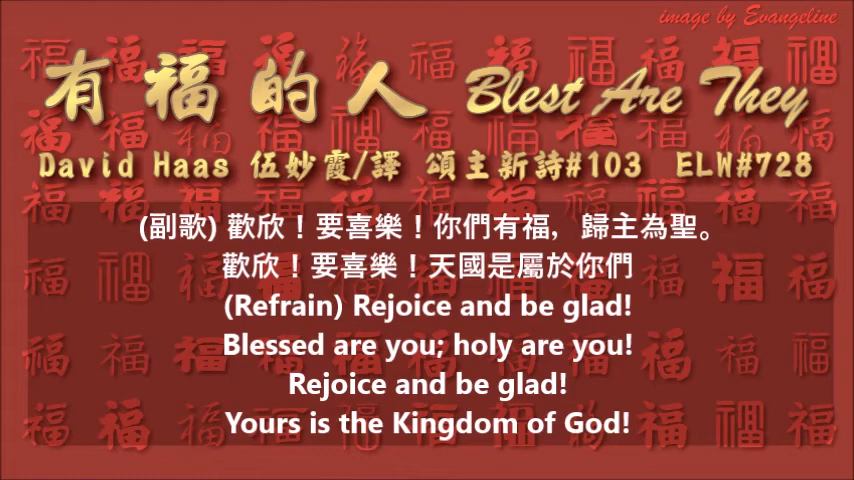 image by Evangeline
有福的人 Blest Are They
David Haas 伍妙霞/譯 頌主新詩#103 ELW#728
(副歌) 歡欣！要喜樂！你們有福，歸主為聖。
歡欣！要喜樂！天國是屬於你們
(Refrain) Rejoice and be glad!
Blessed are you; holy are you!
Rejoice and be glad!
Yours is the Kingdom of God!